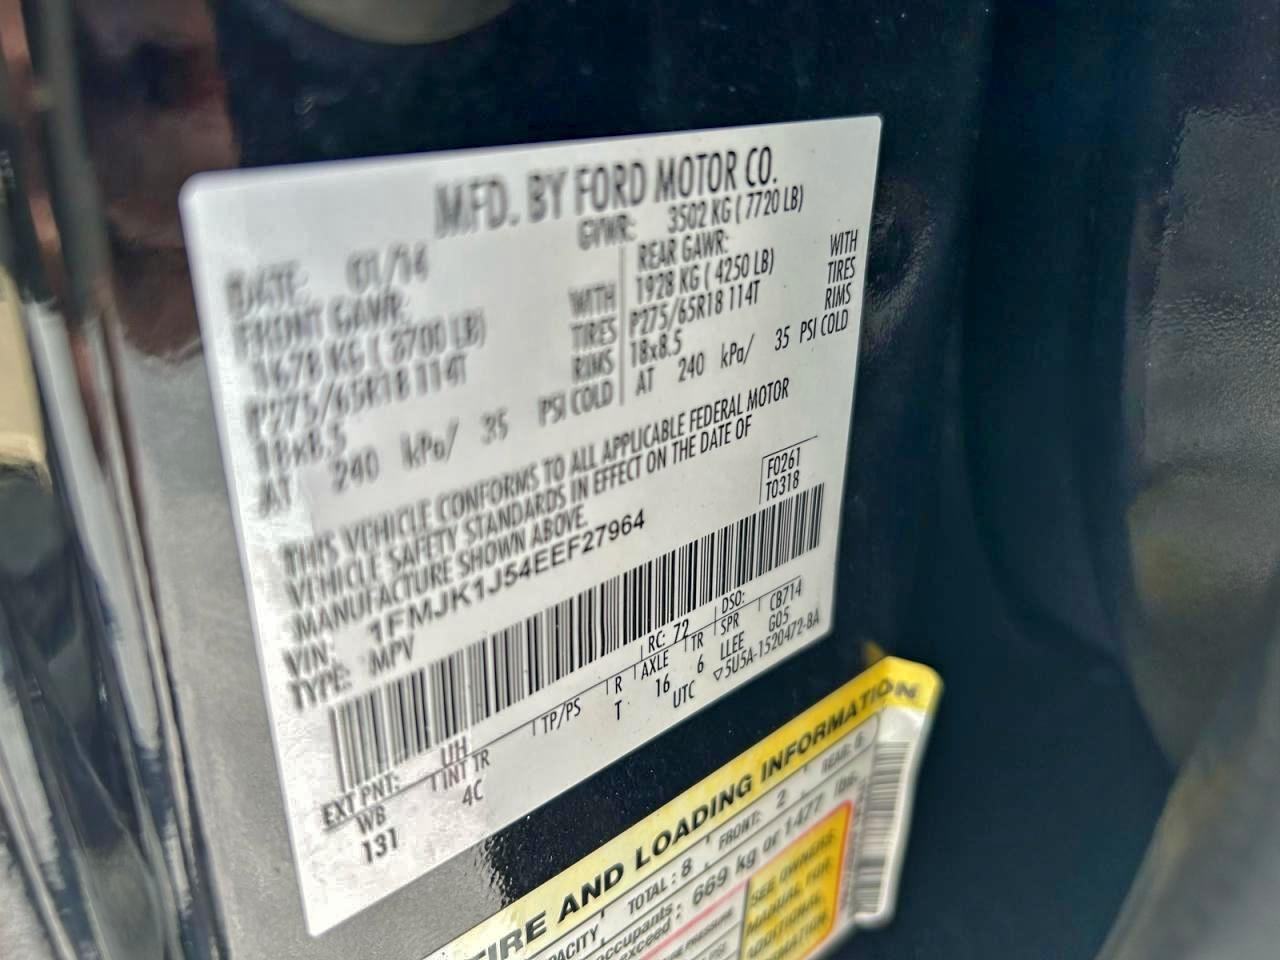 MFD. BY FORD MOTOR CO.
DATE: 01/14 GVWR: 3502 KG ( 7720 LB)
FRONT GAWR: REAR GAWR:
1678 KG ( 3700 LB) WITH 1928 KG ( 4250 LB) WITH
P275/65R18 114T TIRES P275/65R18 114T TIRES
18x8.5 RIMS 18x8.5 RIMS
AT 240 kPa/ 35 PSI COLD AT 240 kPa/ 35 PSI COLD
THIS VEHICLE CONFORMS TO ALL APPLICABLE FEDERAL MOTOR
VEHICLE SAFETY STANDARDS IN EFFECT ON THE DATE OF
MANUFACTURE SHOWN ABOVE.
F0261
VIN: 1FMJK1J54EEF27964 T0318
TYPE: MPV
EXT PNT: UH RC: 72 DSO: CB714
WB INT TR TP/PS R AXLE TR SPR G05
131 4C T 16 6 LLEE
UTC ▽5U5A-1520472-BA
TIRE AND LOADING INFORMATION
TOTAL : 8 FRONT: 2 REAR: 6
669 kg or 1477 lbs.
SEE OWNERS
MANUAL FOR
ADDITIONAL